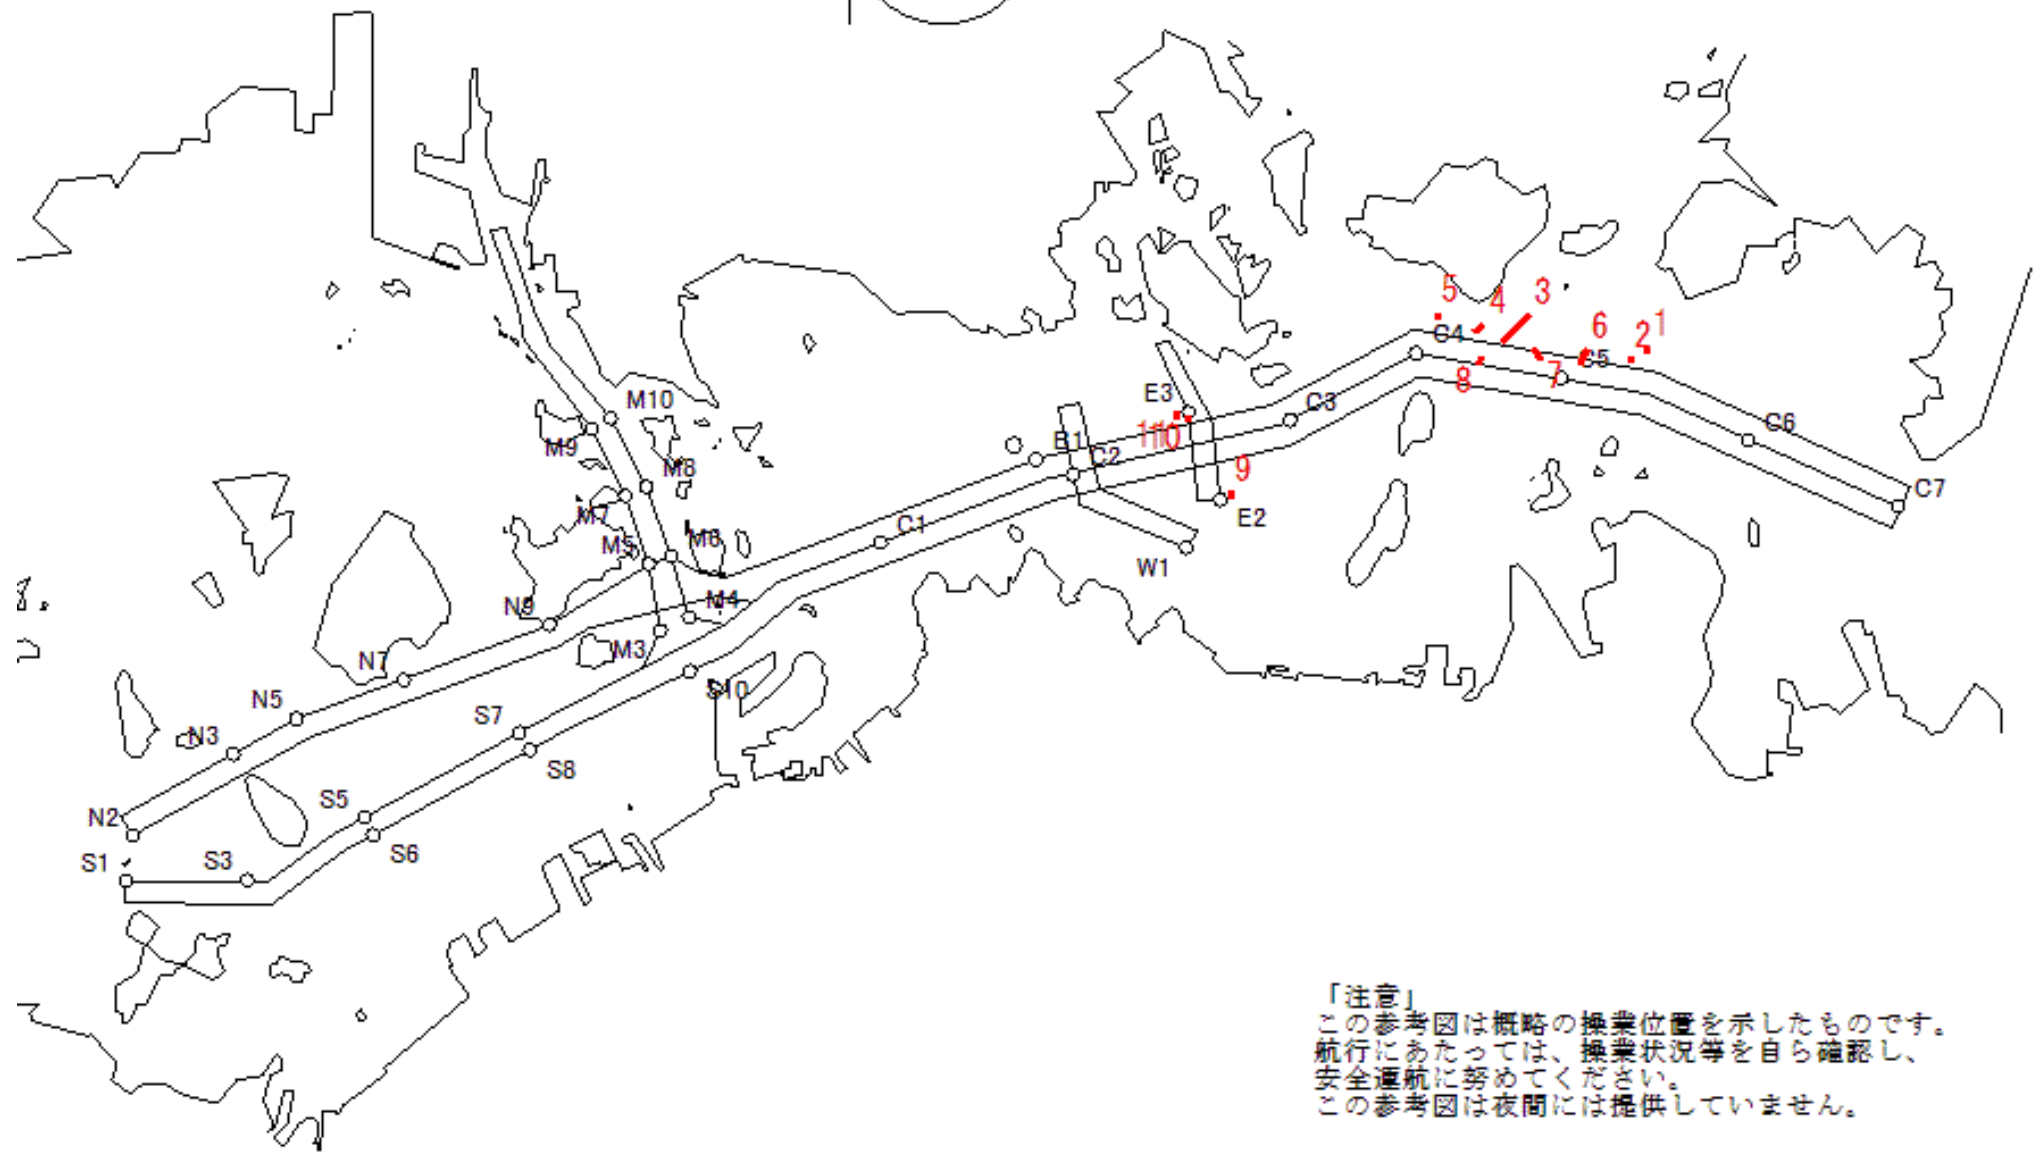 5
4
3
6
1
2
C4
C5
8
7
M10
E3
C3
C6
M9
11
10
B1
C2
M8
9
C7
M7
E2
C1
M5
M6
W1
N9
M4
M3
N7
S10
N5
S7
N3
S8
S5
N2
S6
S1
S3
「注意」
この参考図は概略の操業位置を示したものです。
航行にあたっては、操業状況等を自ら確認し、
安全運航に努めてください。
この参考図は夜間には提供していません。